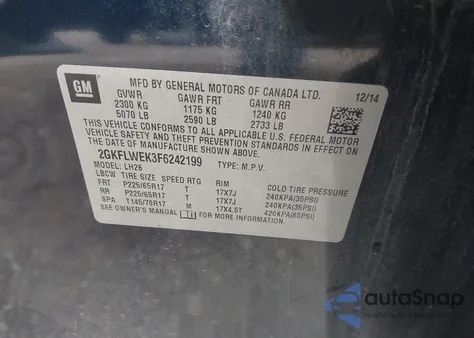 GM
MFD BY GENERAL MOTORS OF CANADA LTD.
GVWR GAWR FRT GAWR RR 12/14
2300 KG 1175 KG 1240 KG
5070 LB 2590 LB 2733 LB
THIS VEHICLE CONFORMS TO ALL APPLICABLE U.S. FEDERAL MOTOR
VEHICLE SAFETY AND THEFT PREVENTION STANDARDS IN EFFECT ON
THE DATE OF MANUFACTURE SHOWN ABOVE.
2GKFLWEK3F6242199 TYPE: M.P.V.
LBCW LH26
TIRE SIZE SPEED RTG RIM COLD TIRE PRESSURE
FRT P225/65R17 T 17X7J 240KPA(35PSI)
RR P225/65R17 T 17X7J 240KPA(35PSI)
SPA T145/70R17 M 17X4.5T 420KPA(60PSI)
SEE OWNER'S MANUAL FOR MORE INFORMATION.
autoSnap